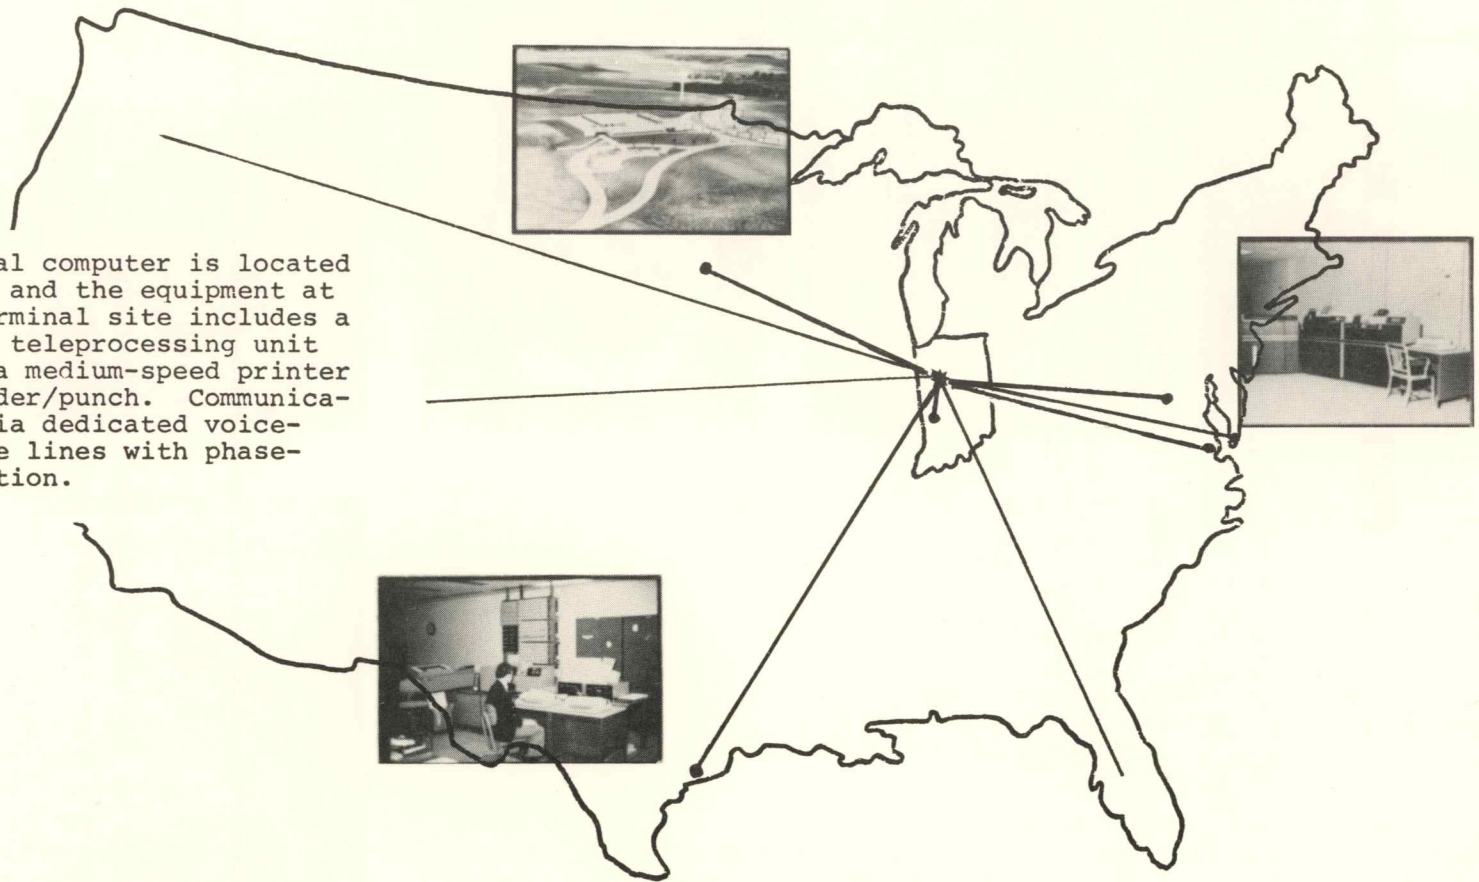 al computer is located
and the equipment at
rminal site includes a
teleprocessing unit
a medium-speed printer
der/punch.  Communica-
ia dedicated voice-
e lines with phase-
tion.